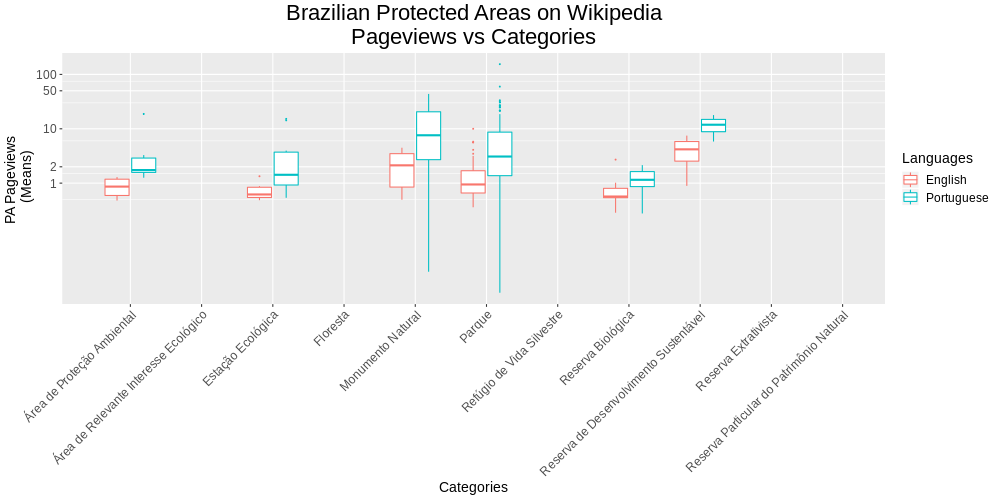 Brazilian Protected Areas on Wikipedia
Pageviews vs Categories
PA Pageviews
(Means)
100
50
10
2
1
Área de Proteção Ambiental
Área de Relevante Interesse Ecológico
Estação Ecológica
Floresta
Monumento Natural
Parque
Refúgio de Vida Silvestre
Reserva Biológica
Reserva de Desenvolvimento Sustentável
Reserva Extrativista
Reserva Particular do Patrimônio Natural
Categories
Languages
English
Portuguese